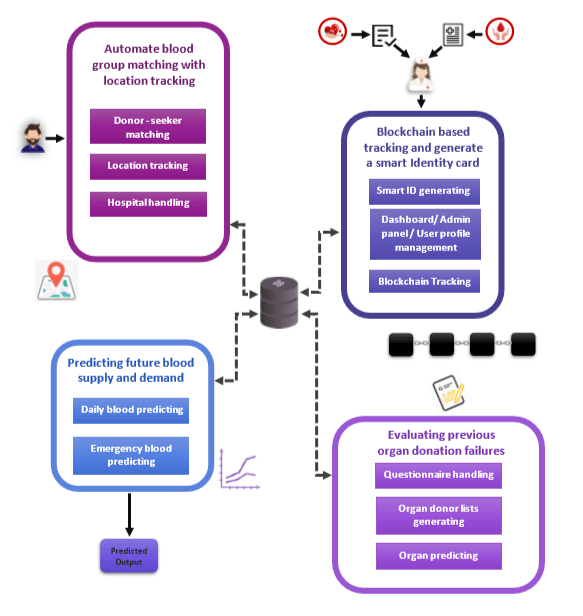 Automate blood
group matching with
location tracking
Donor - seeker
matching
Location tracking
Hospital handling
Blockchain based
tracking and generate
a smart Identity card
Smart ID generating
Dashboard/ Admin
panel / User profile
management
Blockchain Tracking
Predicting future blood
supply and demand
Daily blood predicting
Emergency blood
predicting
Predicted
Output
Evaluating previous
organ donation failures
Questionnaire handling
Organ donor lists
generating
Organ predicting